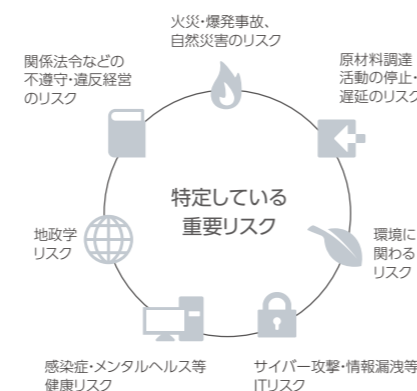 火災・爆発事故、
自然災害のリスク
関係法令などの
不遵守・違反経営
のリスク
原材料調達
活動の停止・
遅延のリスク
特定している
重要リスク
地政学
リスク
環境に
関わる
リスク
感染症・メンタルヘルス等
健康リスク
サイバー攻撃・情報漏洩等
ITリスク